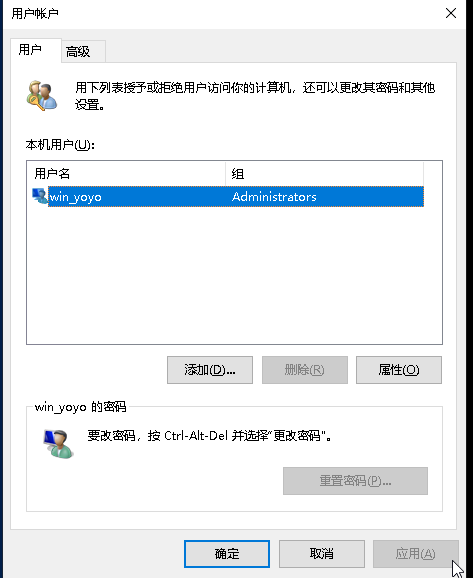 用户帐户
用户
高级
用下列表授予或拒绝用户访问你的计算机，还可以更改其密码和其他
设置。
本机用户(U):
用户名 组
win_yoyo Administrators
添加(D)... 删除(R) 属性(O)
win_yoyo 的密码
要改密码，按 Ctrl-Alt-Del 并选择“更改密码”。
重置密码(P)...
确定 取消 应用(A)